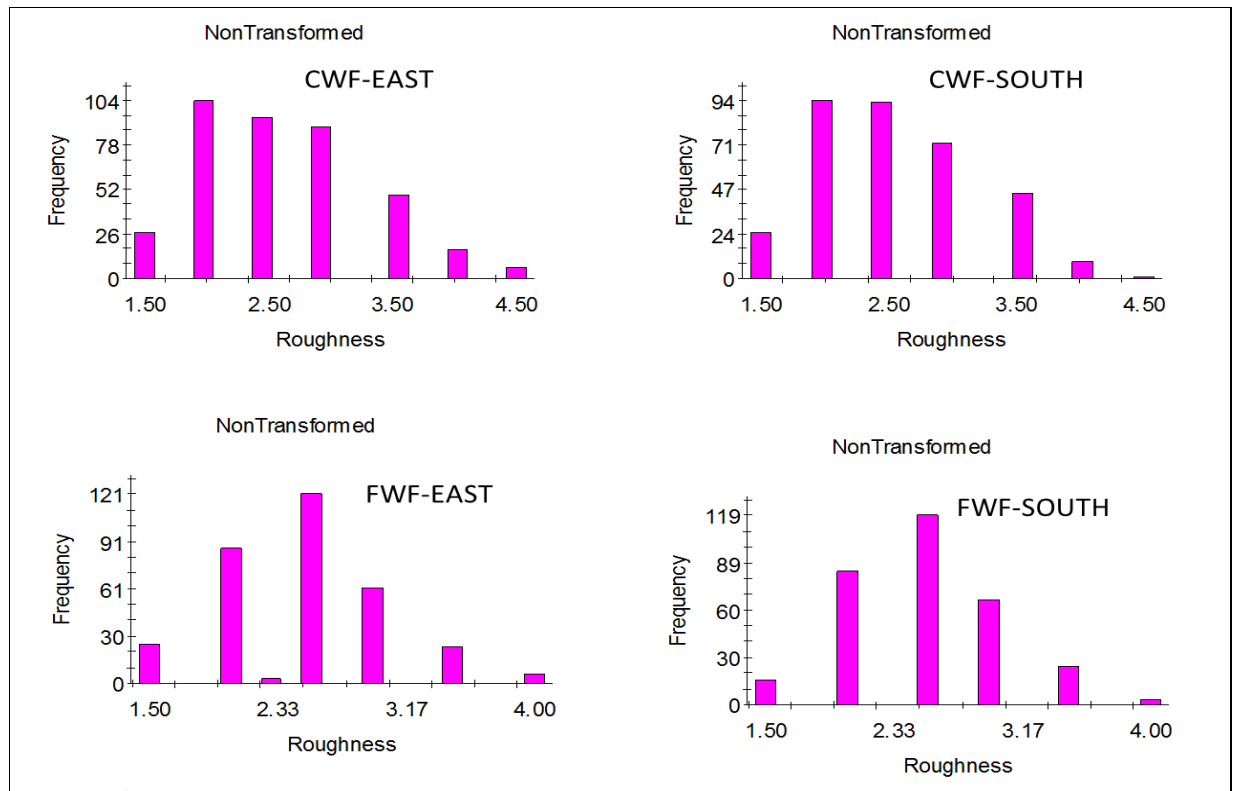 NonTransformed
CWF-EAST
104
78
52
26
0
Frequency
1.50 2.50 3.50 4.50
Roughness
NonTransformed
CWF-SOUTH
94
71
47
24
0
Frequency
1.50 2.50 3.50 4.50
Roughness
NonTransformed
FWF-EAST
121
91
61
30
0
Frequency
1.50 2.33 3.17 4.00
Roughness
NonTransformed
FWF-SOUTH
119
89
60
30
0
Frequency
1.50 2.33 3.17 4.00
Roughness